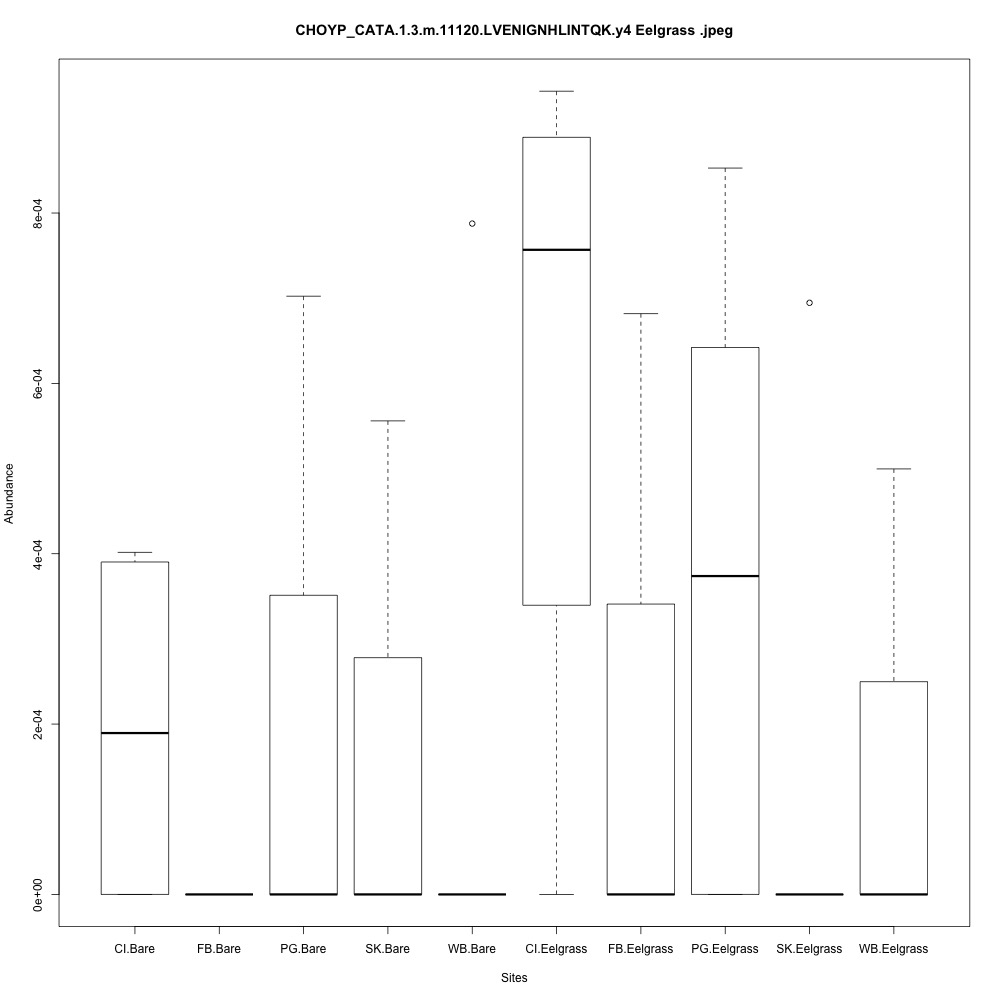 CHOYP_CATA.1.3.m.11120.LVENIGNHLINTQK.y4 Eelgrass .jpeg
Abundance
8e-04
6e-04
4e-04
2e-04
0e+00
CI.Bare FB.Bare PG.Bare SK.Bare WB.Bare CI.Eelgrass FB.Eelgrass PG.Eelgrass SK.Eelgrass WB.Eelgrass
Sites